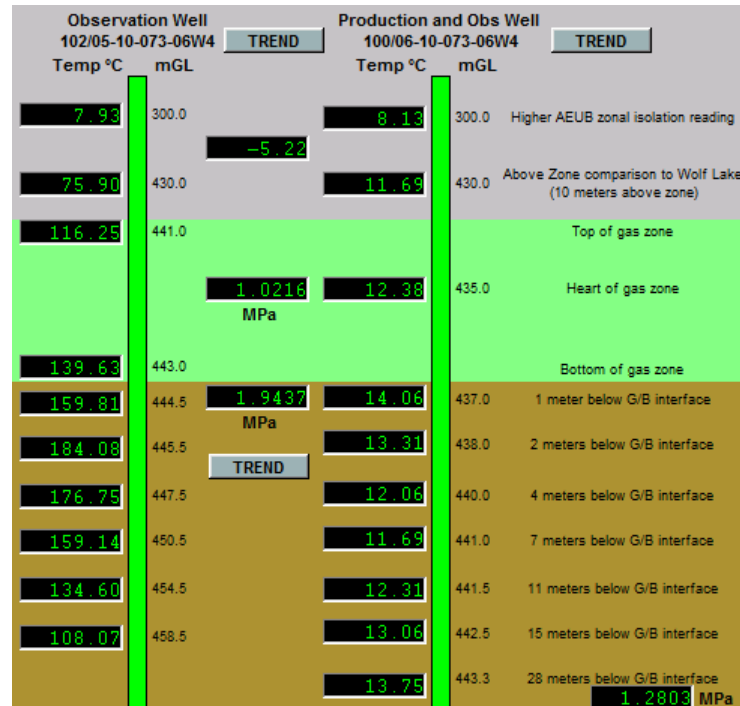 Observation Well Production and Obs Well
102/05-10-073-06W4 TREND 100/06-10-073-06W4 TREND
Temp ºC mGL Temp ºC mGL
7.93 300.0 8.13 300.0 Higher AEUB zonal isolation reading
-5.22
75.90 430.0 11.69 430.0 Above Zone comparison to Wolf Lake
(10 meters above zone)
116.25 441.0 Top of gas zone
1.0216 12.38 435.0 Heart of gas zone
MPa
139.63 443.0 Bottom of gas zone
159.81 444.5 1.9437 14.06 437.0 1 meter below G/B interface
MPa
184.08 445.5 13.31 438.0 2 meters below G/B interface
TREND
176.75 447.5 12.06 440.0 4 meters below G/B interface
159.14 450.5 11.69 441.0 7 meters below G/B interface
134.60 454.5 12.31 441.5 11 meters below G/B interface
108.07 458.5 13.06 442.5 15 meters below G/B interface
13.75 443.3 28 meters below G/B interface
1.2803 MPa